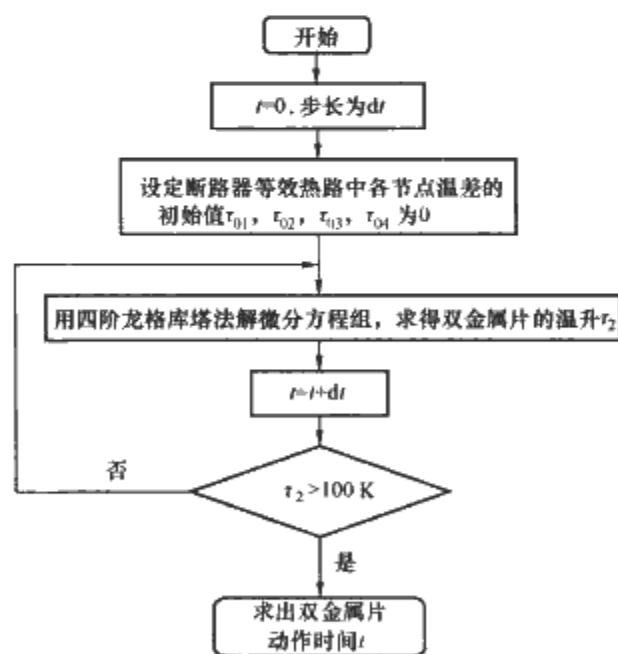 开始
t=0, 步长为dt
设定断路器等效热路中各节点温差的
初始值τ01, τ02, τ03, τ04 为0
用四阶龙格库塔法解微分方程组，求得双金属片的温升τ2
t=t+dt
否
τ2>100 K
是
求出双金属片
动作时间t